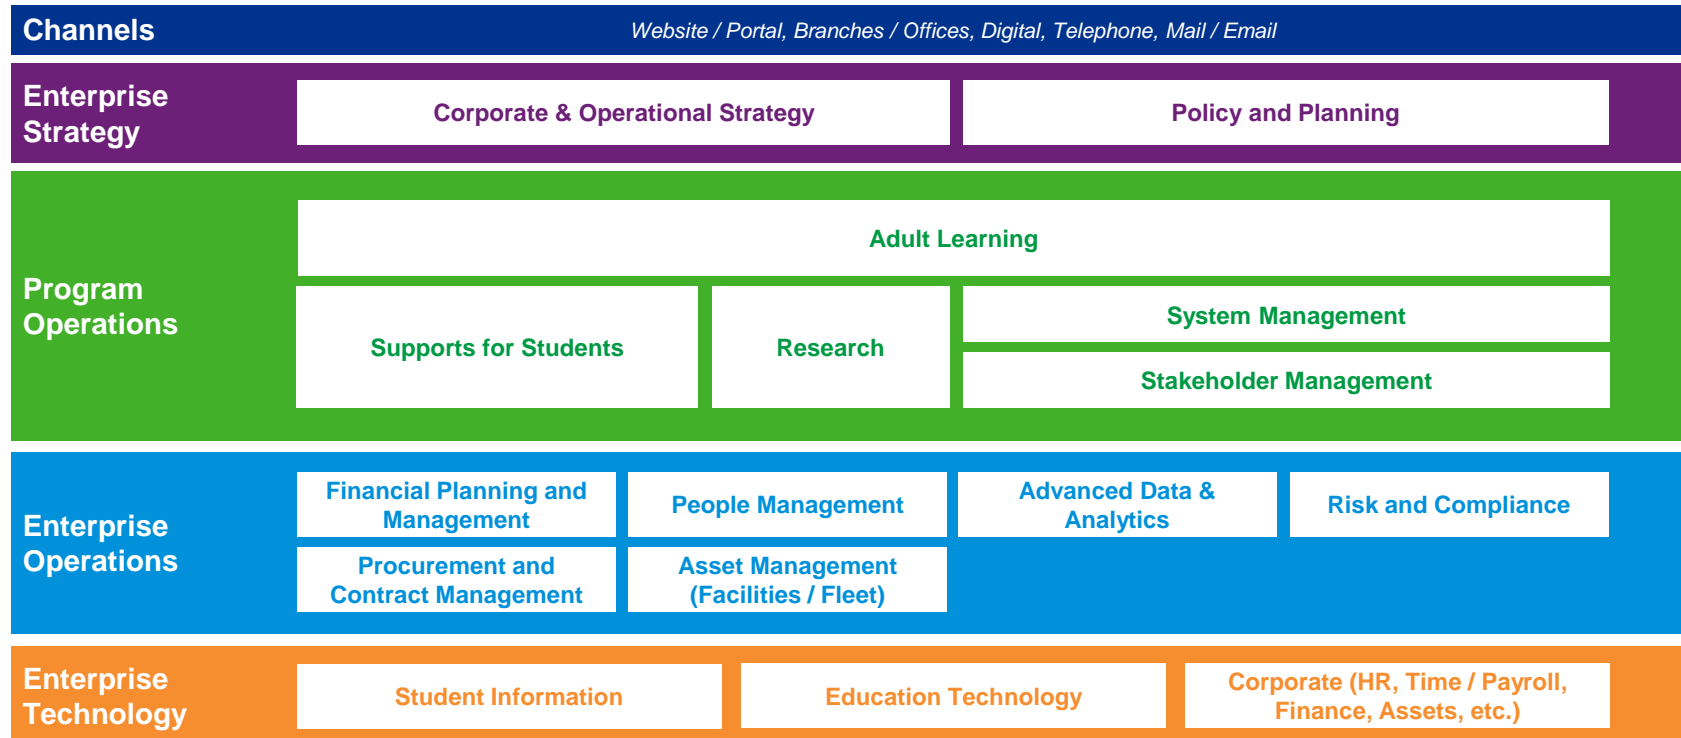 Channels
Website / Portal, Branches / Offices, Digital, Telephone, Mail / Email
Enterprise
Strategy
Corporate & Operational Strategy
Policy and Planning
Program
Operations
Adult Learning
Supports for Students
Research
System Management
Stakeholder Management
Enterprise
Operations
Financial Planning and
Management
People Management
Advanced Data &
Analytics
Risk and Compliance
Procurement and
Contract Management
Asset Management
(Facilities / Fleet)
Enterprise
Technology
Student Information
Education Technology
Corporate (HR, Time / Payroll,
Finance, Assets, etc.)